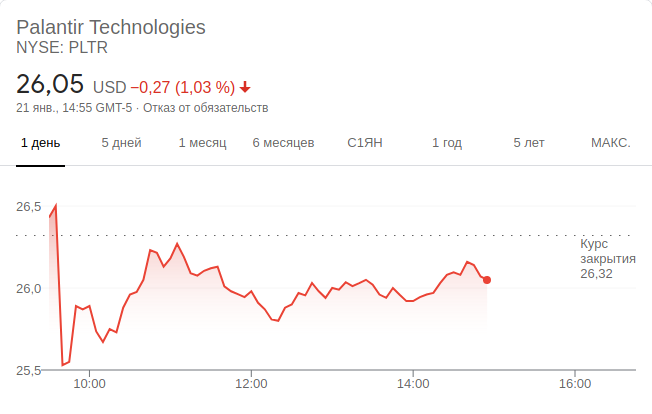 Palantir Technologies
NYSE: PLTR
26,05 USD −0,27 (1,03 %)
21 янв., 14:55 GMT-5 · Отказ от обязательств
1 день 5 дней 1 месяц 6 месяцев С1ЯН 1 год 5 лет МАКС.
26,5
Курс
закрытия
26,32
26,0
25,5
10:00 12:00 14:00 16:00